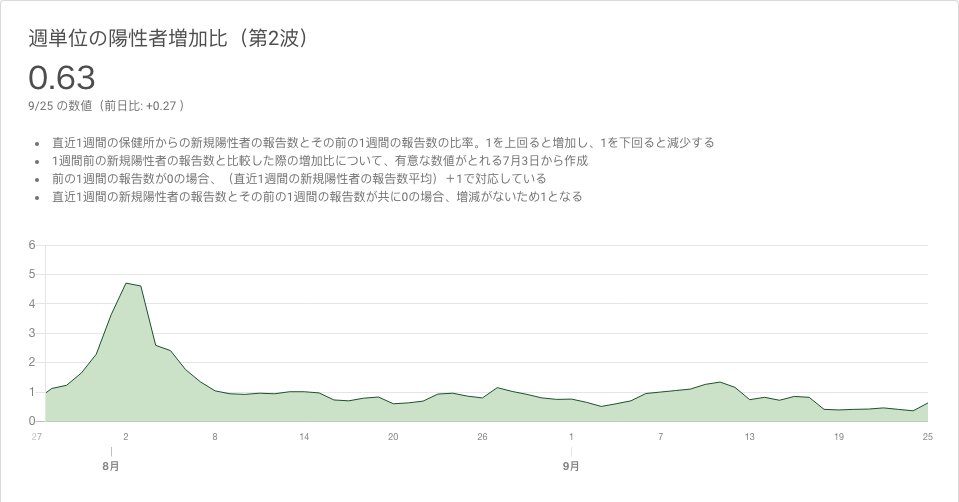 週単位の陽性者増加比（第2波）
0.63
9/25 の数値（前日比: +0.27 ）
• 直近1週間の保健所からの新規陽性者の報告数とその前の1週間の報告数の比率。1を上回ると増加し、1を下回ると減少する
• 1週間前の新規陽性者の報告数と比較した際の増加比について、有意な数値がとれる7月3日から作成
• 前の1週間の報告数が0の場合、（直近1週間の新規陽性者の報告数平均）＋1で対応している
• 直近1週間の新規陽性者の報告数とその前の1週間の報告数が共に0の場合、増減がないため1となる
6
5
4
3
2
1
0
27 2 8 14 20 26 1 7 13 19 25
8月 9月